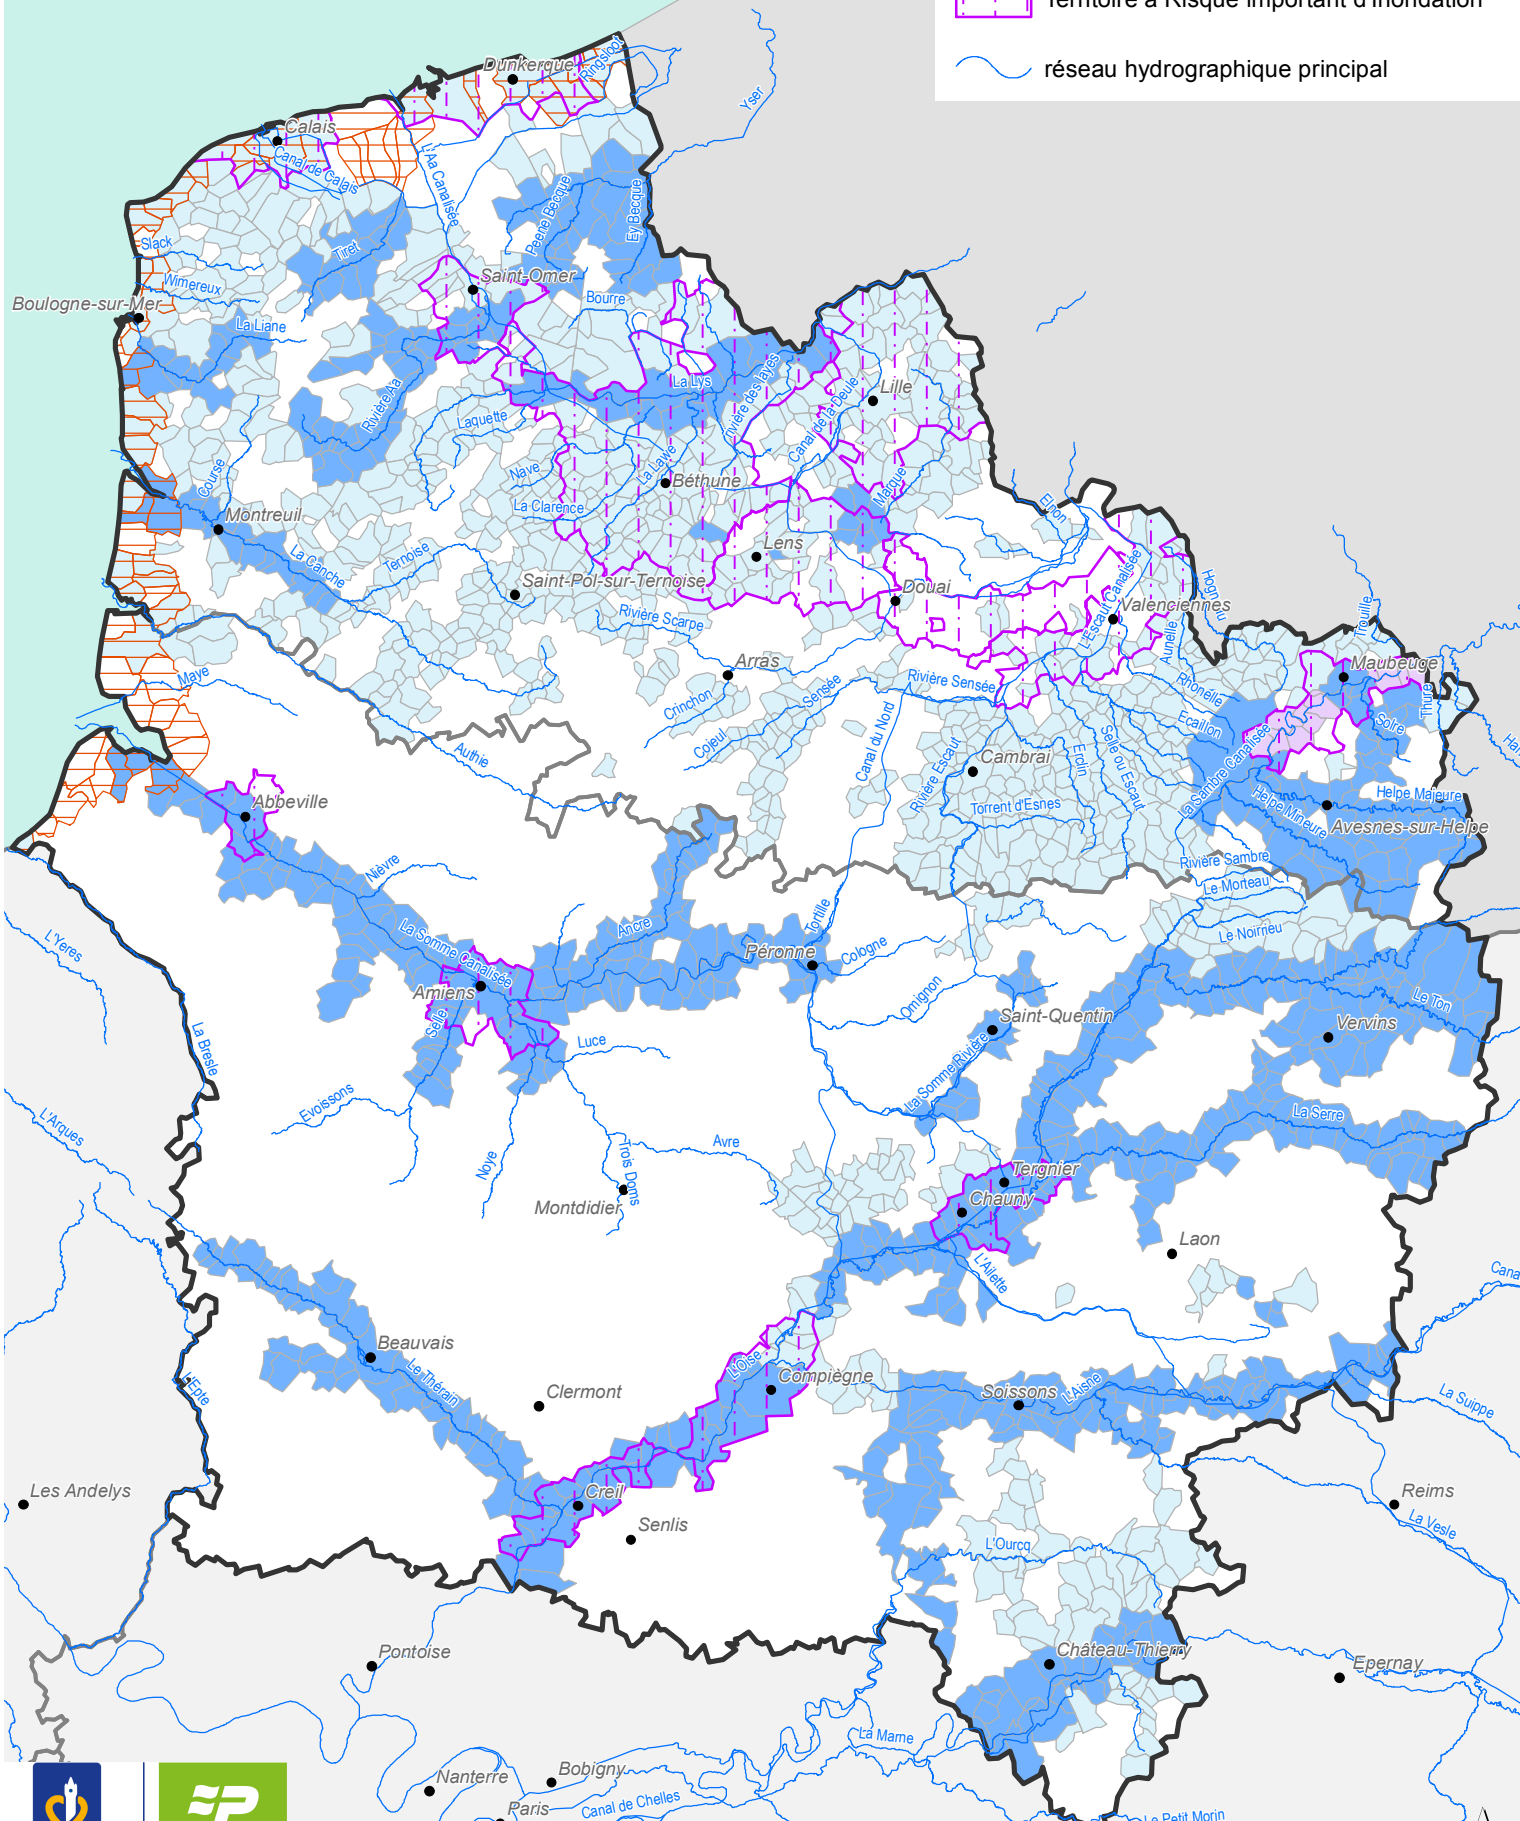 Territoire à Risque important d'Inondation
réseau hydrographique principal
Dunkerque
Ringsloot
Yser
Calais
Canal de Calais
L'Aa Canalisée
Peene Becque
Ey Becque
Slack
Tiret
Wimereux
Saint-Omer
Boulogne-sur-Mer
Bourre
La Liane
La Lys
Rivière des layes
Lille
Rivière Aa
Canal de la Deule
Laquette
Course
Nave
La Lawe
Béthune
Marque
La Clarence
Elnon
Montreuil
Lens
La Canche
Ternoise
Saint-Pol-sur-Ternoise
Douai
L'Escaut Canalisée
Valenciennes
Hogneau
Trouille
Rivière Scarpe
Aunelle
Arras
Maubeuge
Maye
Rivière Sensée
Rhonelle
Thure
Crinchon
Sensée
Ecaillon
Solre
Cojeul
Canal du Nord
Selle ou Escaut
Authie
Erclin
Cambrai
La Sambre Canalisée
Rivière Escaut
Helpe Majeure
Abbeville
Torrent d'Esnes
Helpe Mineure
Avesnes-sur-Helpe
Nièvre
Rivière Sambre
Le Morteau
L'Yeres
La Somme Canalisée
Ancre
Tortille
Le Noirrieu
Péronne
Cologne
Amiens
Omignon
Le Ton
Selle
Saint-Quentin
Vervins
La Bresle
Luce
La Somme Rivière
Evoissons
L'Arques
La Serre
Avre
Noye
Trois Doms
Tergnier
Montdidier
Chauny
Laon
L'Ailette
Cana
Beauvais
L'Oise
Le Thérain
Compiègne
L'Epte
Clermont
Soissons
L'Aisne
La Suippe
Les Andelys
Creil
Reims
Senlis
La Vesle
L'Ourcq
Pontoise
Château-Thierry
Epernay
La Marne
Nanterre
Bobigny
Paris
Canal de Chelles
Le Petit Morin